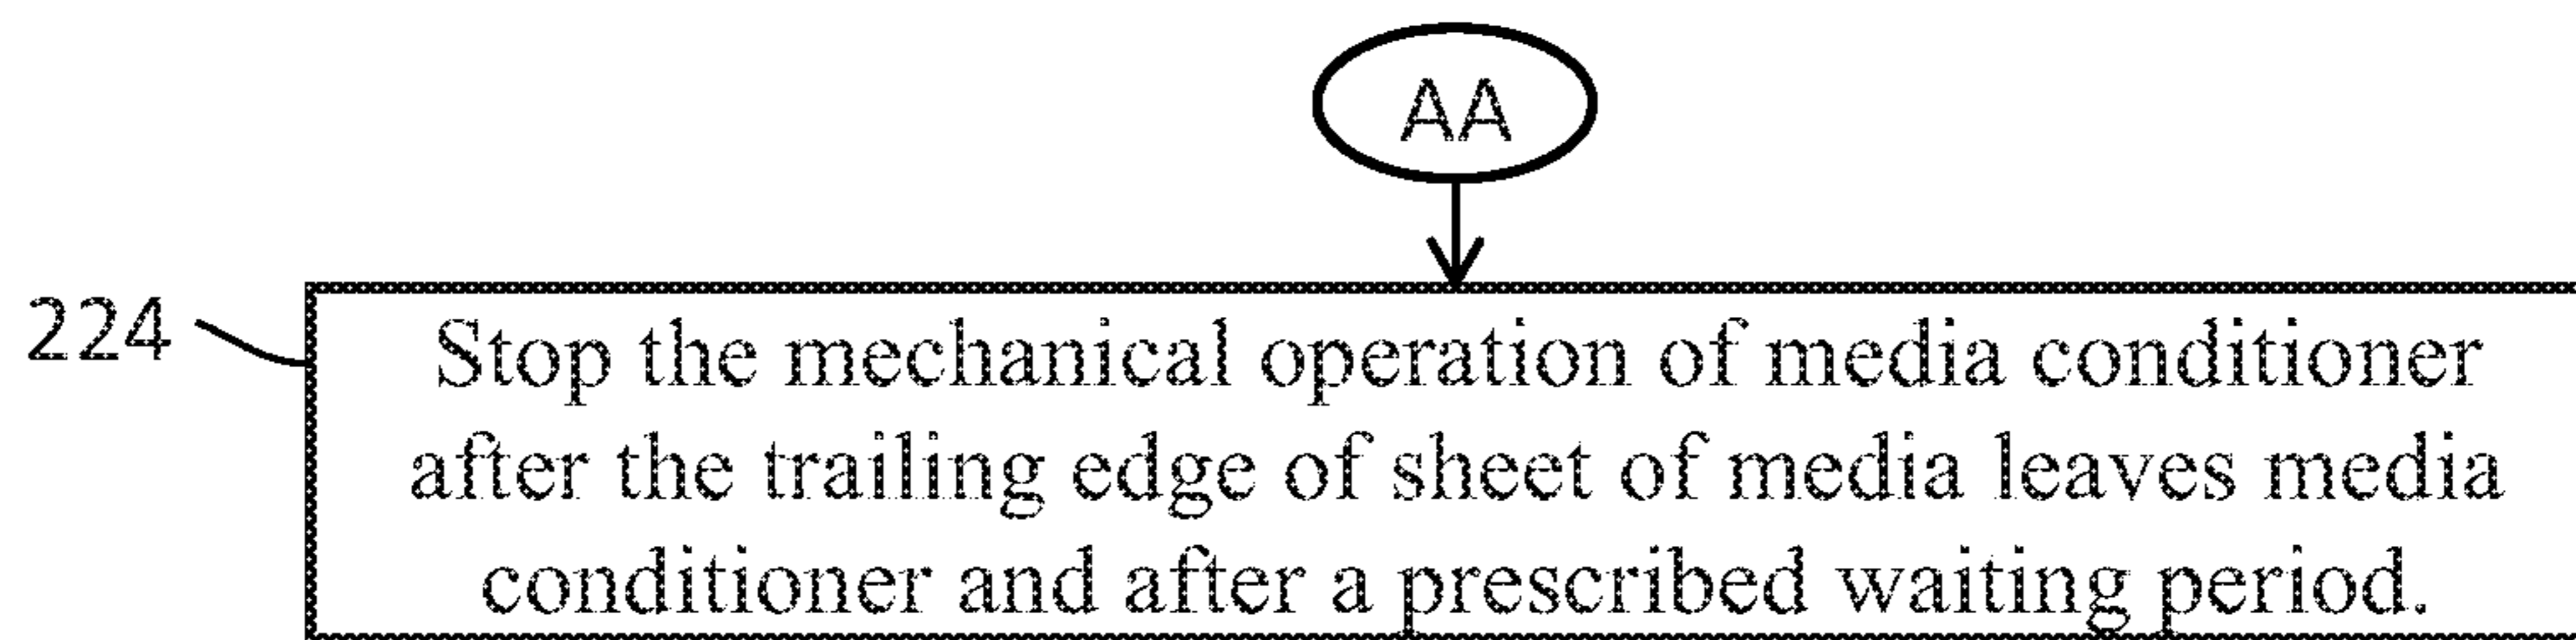 AA
224
Stop the mechanical operation of media conditioner
after the trailing edge of sheet of media leaves media
conditioner and after a prescribed waiting period.